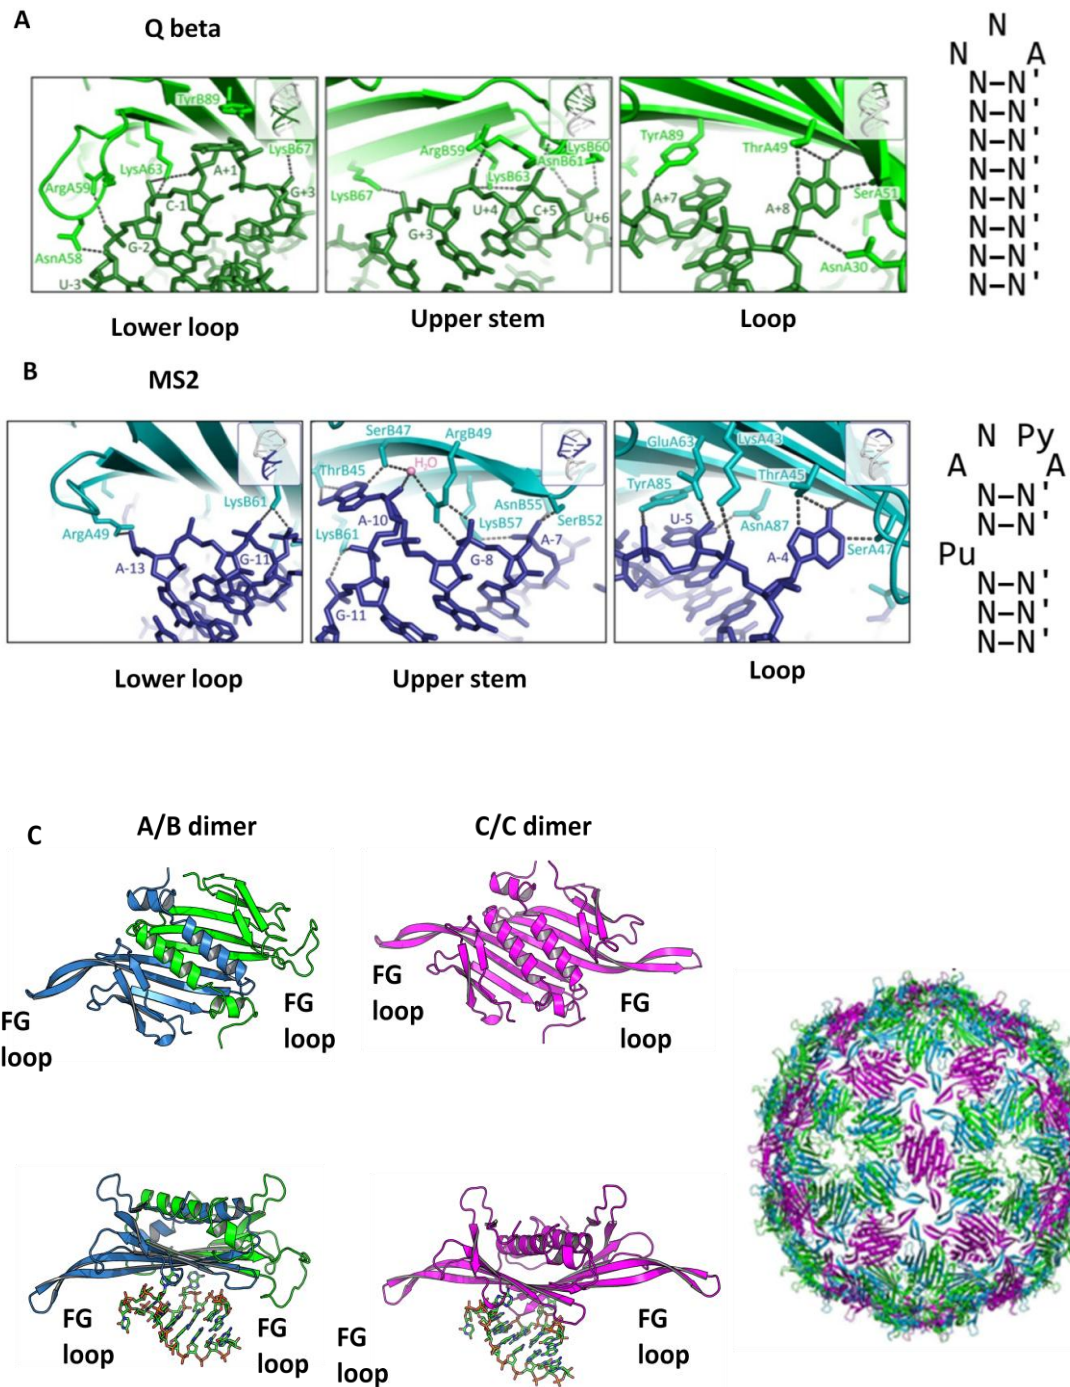 A
Q beta
TyrB89
LysB67
LysA63
A+1
ArgA59
C-1
G+3
AsnA58
G-2
U-3
Lower loop
ArgB59
LysB60
AsnB61
LysB63
LysB67
U+4
C+5
U+6
G+3
Upper stem
TyrA89
ThrA49
A+7
A+8
SerA51
AsnA30
Loop
N
N A
N-N'
N-N'
N-N'
N-N'
N-N'
N-N'
N-N'
N-N'
B
MS2
LysB61
ArgA49
A-13
G-11
Lower loop
SerB47
ArgB49
H₂O
ThrB45
A-10
AsnB55
LysB57
A-7
SerB52
LysB61
G-8
G-11
Upper stem
GluA63
LysA43
ThrA45
TyrA85
U-5
AsnA87
A-4
SerA47
Loop
N Py
A A
N-N'
N-N'
Pu
N-N'
N-N'
N-N'
C
A/B dimer
C/C dimer
FG
loop
FG
loop
FG
loop
FG
loop
FG
loop
FG
loop
FG
loop
FG
loop